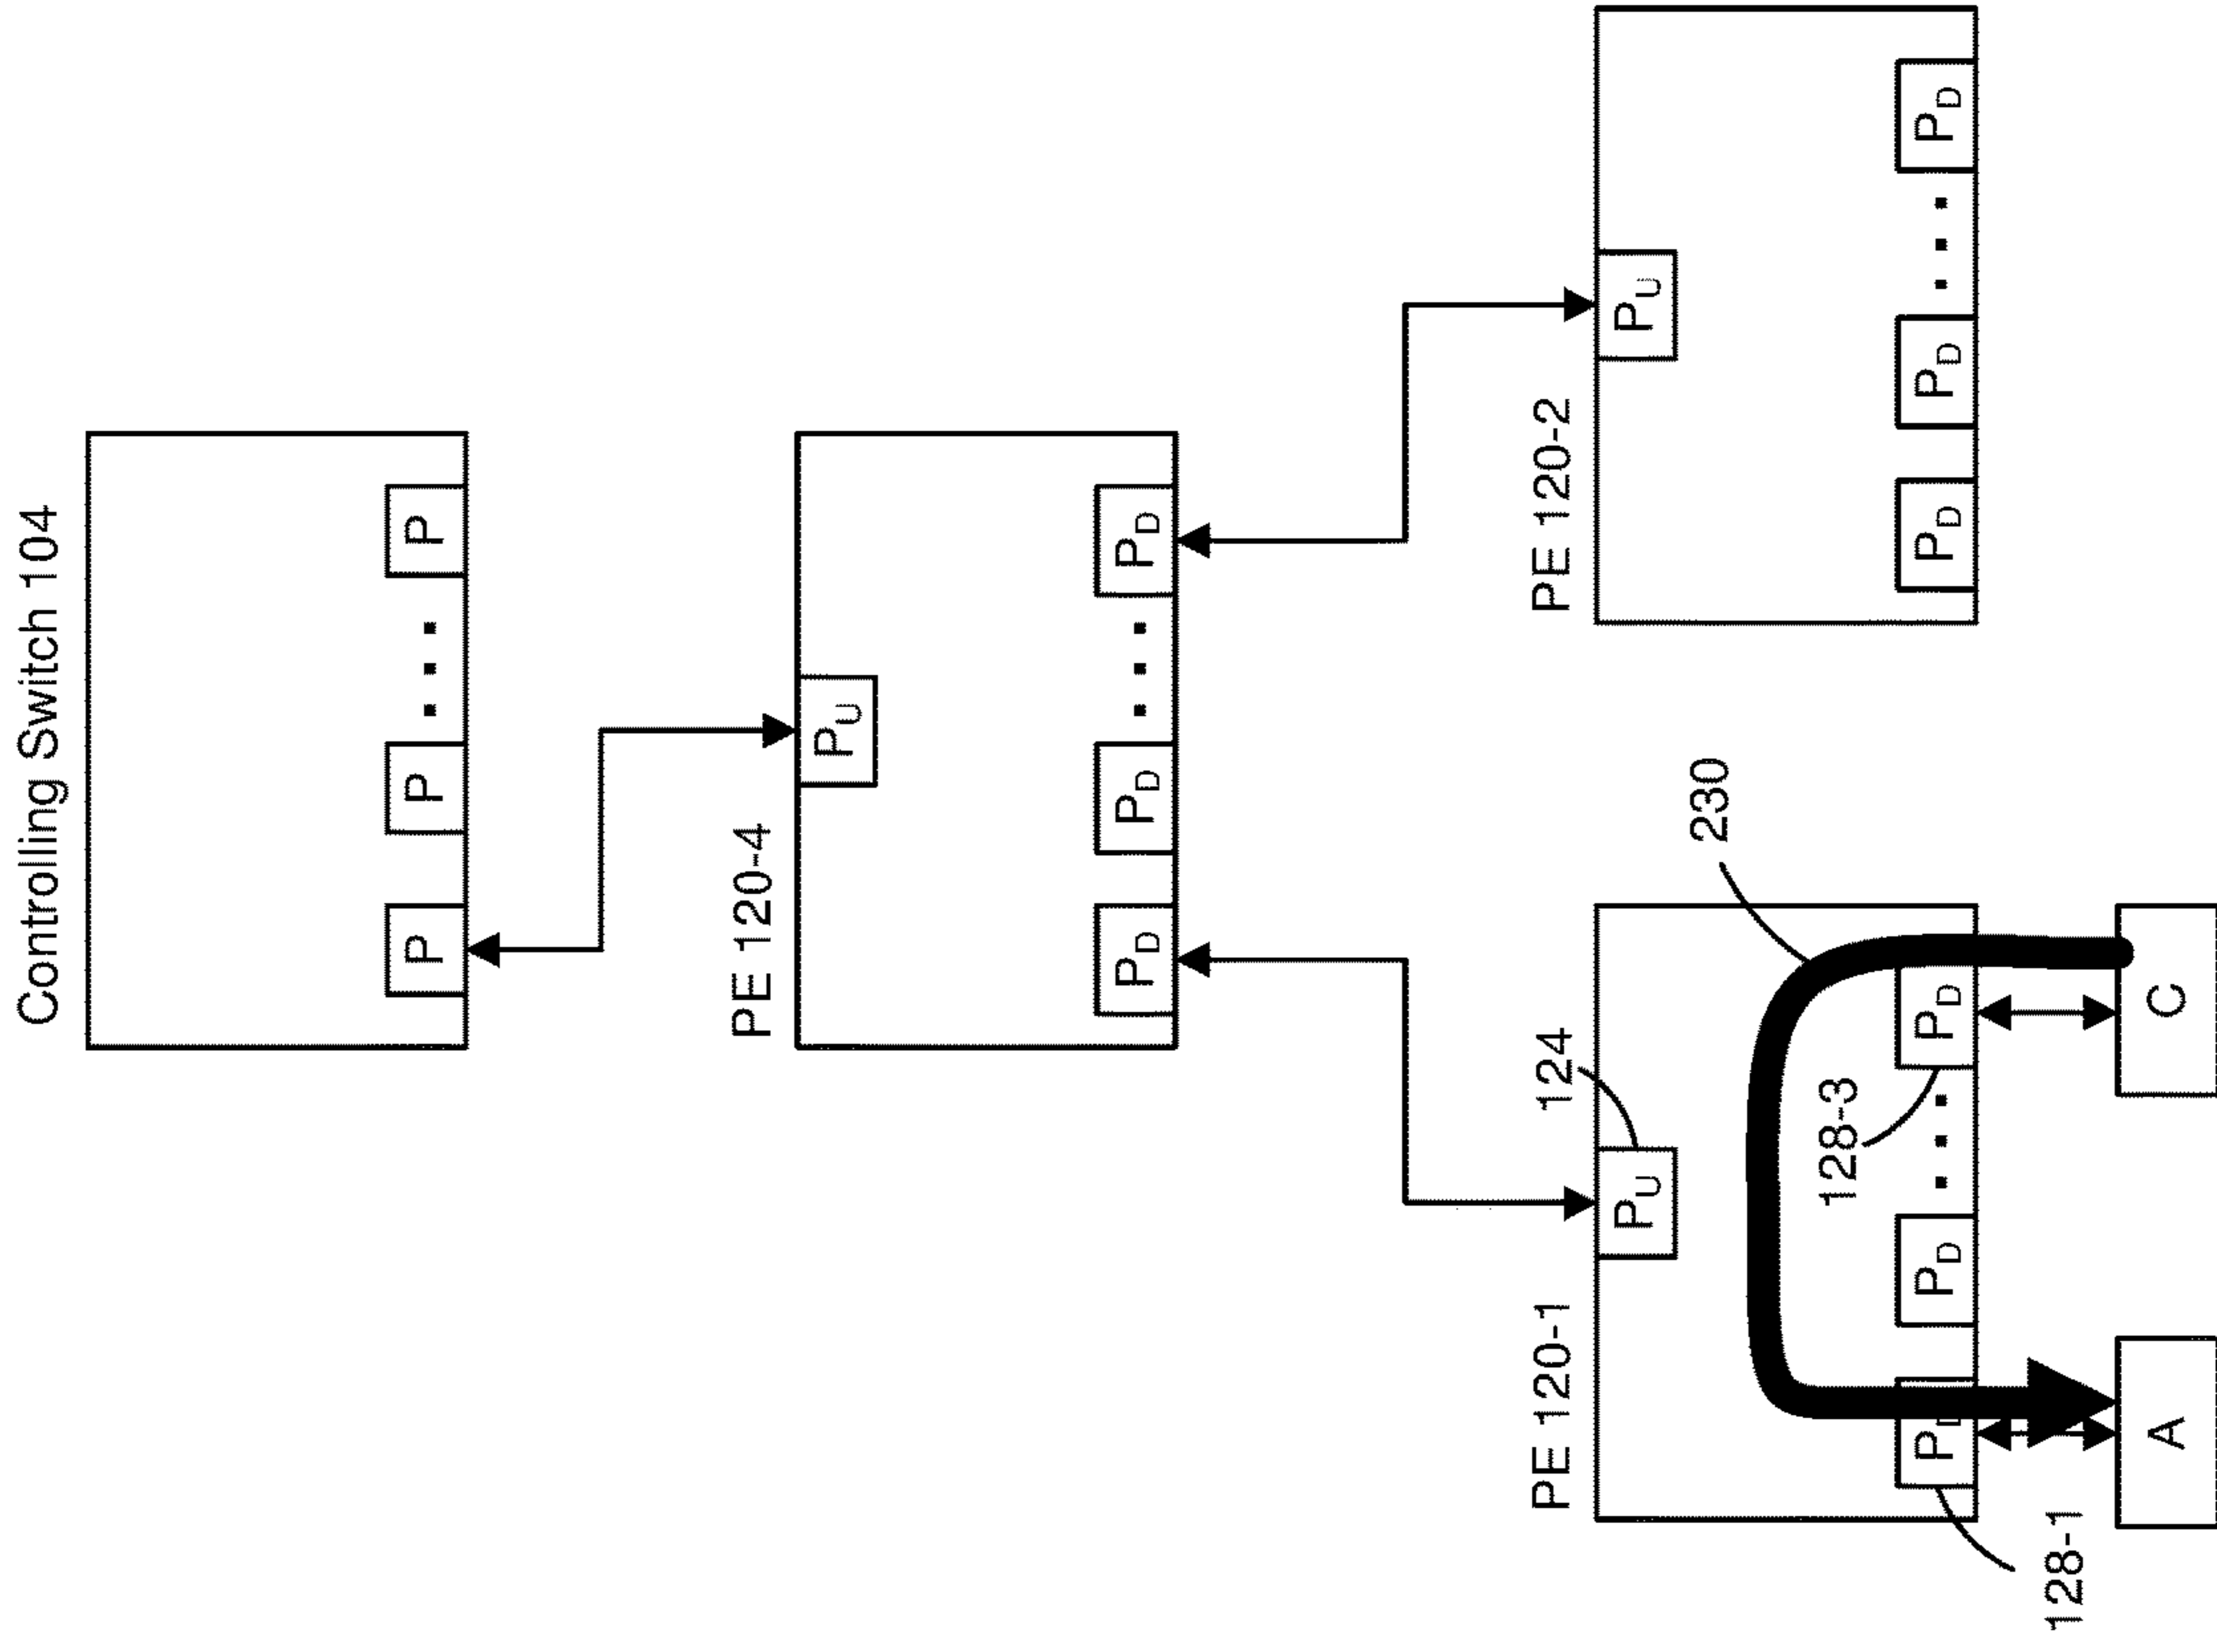 Controlling Switch 104
P P ... P
PE 120-4
PU
PD PD ... PD
PE 120-1
PU
124
230
128-3
PD PD ... PD
128-1
A
C
PE 120-2
PU
PD PD ... PD